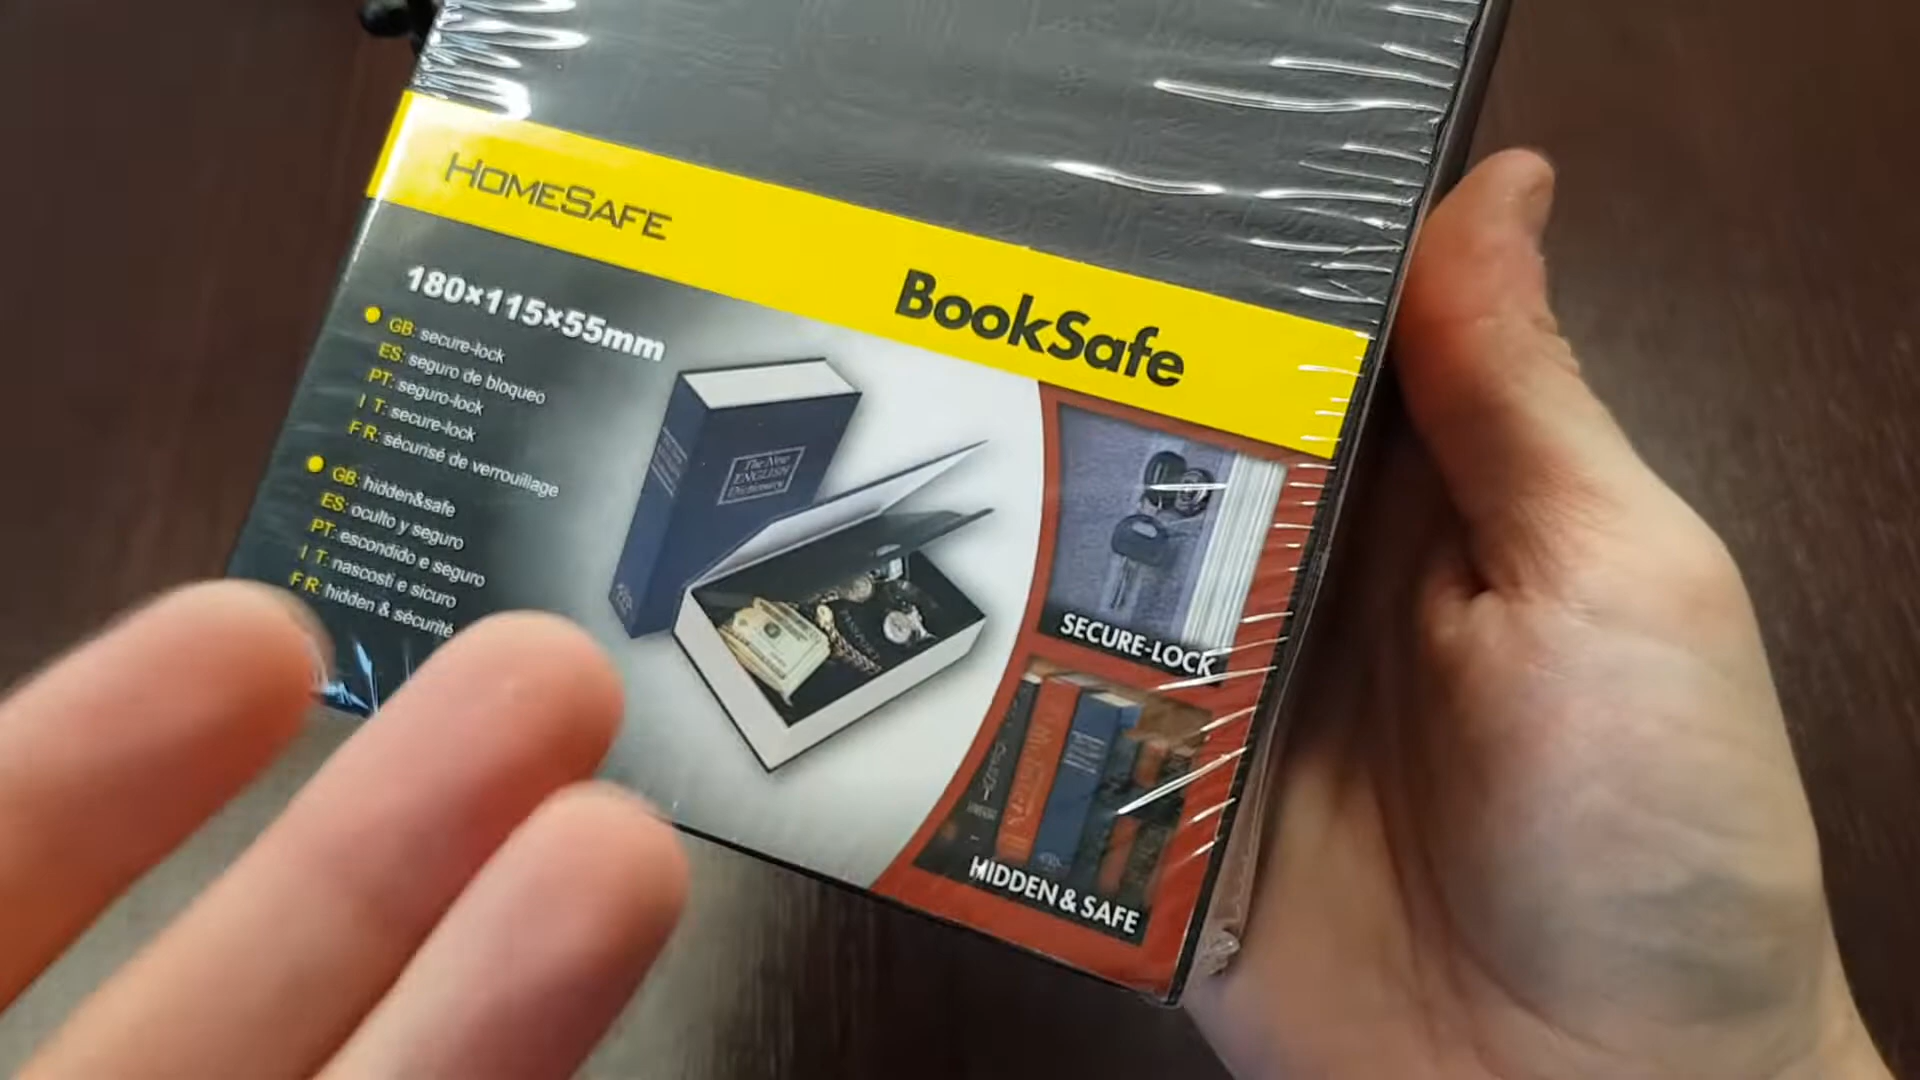 HOMESAFE
BookSafe
180×115×55mm
GB: secure-lock
ES: seguro de bloqueo
PT: seguro-lock
I T: secure-lock
FR: sécurisé de verrouillage
GB: hidden&safe
ES: oculto y seguro
PT: escondido e seguro
I T: nascosti e sicuro
FR: hidden & sécurité
The New
ENGLISH
Dictionary
SECURE-LOCK
HIDDEN & SAFE